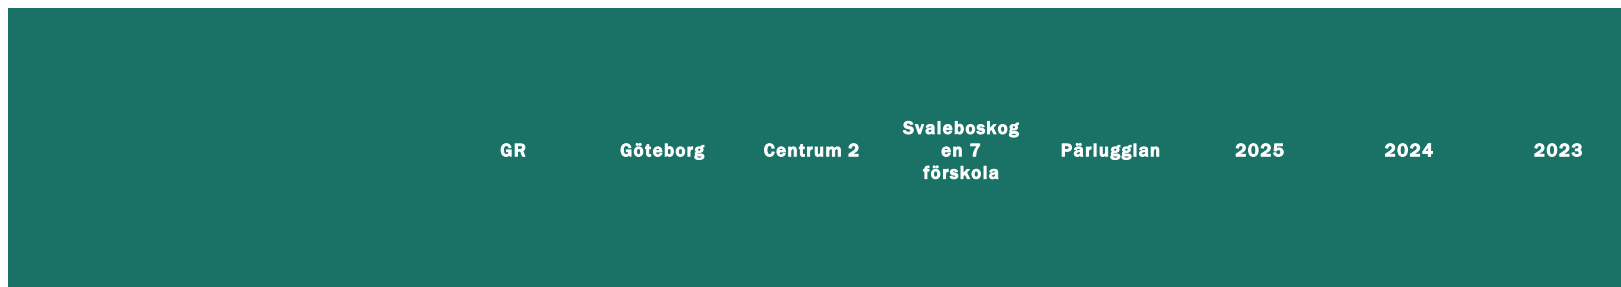 GR
Göteborg
Centrum 2
Svaleboskog
en 7
förskola
Pärlugglan
2025
2024
2023